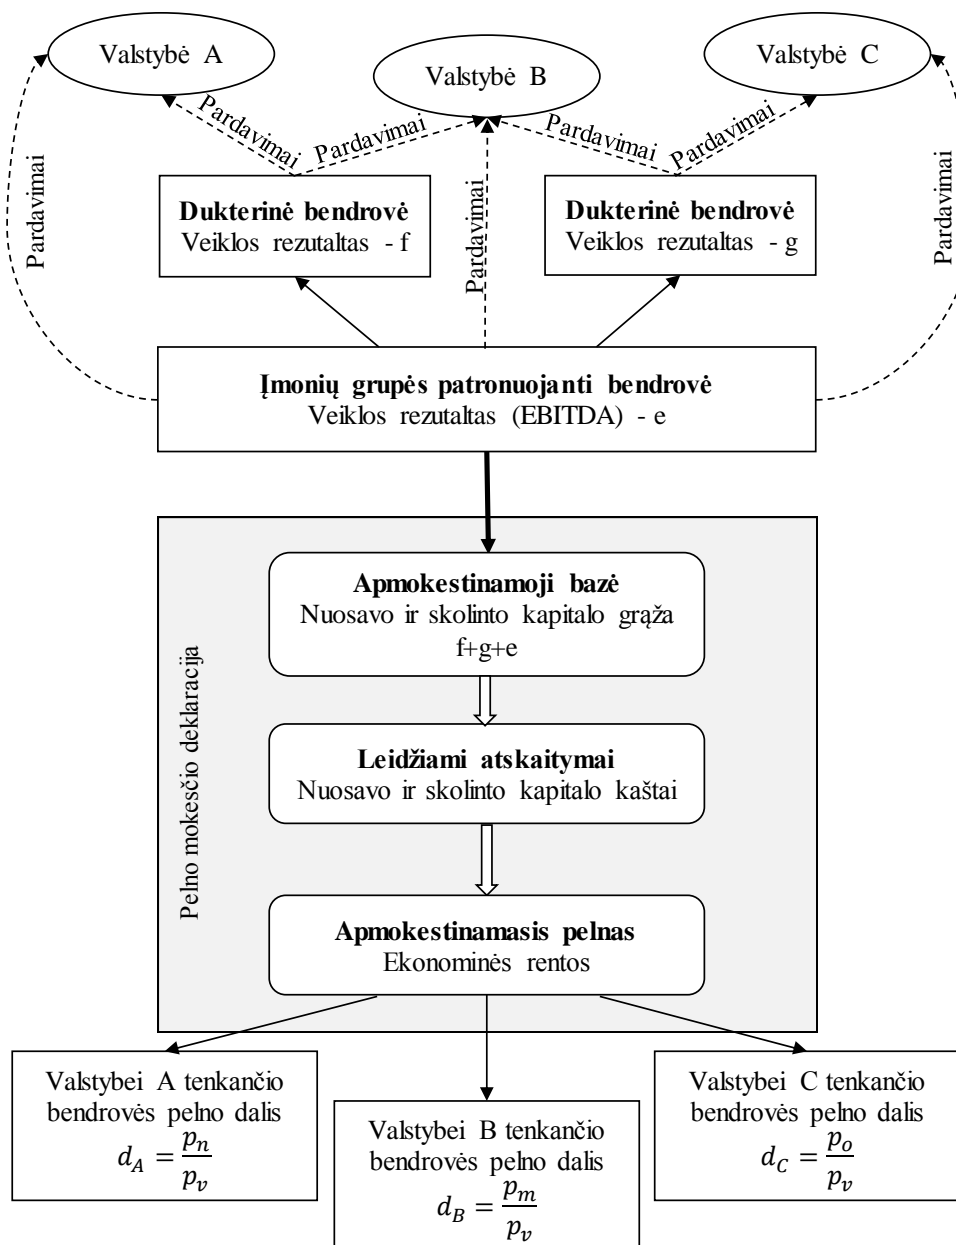 Valstybė A
Valstybė B
Valstybė C
Pardavimai
Pardavimai
Pardavimai
Pardavimai
Pardavimai
Pardavimai
Pardavimai
Dukterinė bendrovė
Veiklos rezutaltas - f
Dukterinė bendrovė
Veiklos rezutaltas - g
Įmonių grupės patronuojanti bendrovė
Veiklos rezutaltas (EBITDA) - e
Pelno mokesčio deklaracija
Apmokestinamoji bazė
Nuosavo ir skolinto kapitalo grąža
f+g+e
Leidžiami atskaitymai
Nuosavo ir skolinto kapitalo kaštai
Apmokestinamasis pelnas
Ekonominės rentos
Valstybei A tenkančio
bendrovės pelno dalis
$d_A = \frac{p_n}{p_v}$
Valstybei B tenkančio
bendrovės pelno dalis
$d_B = \frac{p_m}{p_v}$
Valstybei C tenkančio
bendrovės pelno dalis
$d_C = \frac{p_o}{p_v}$